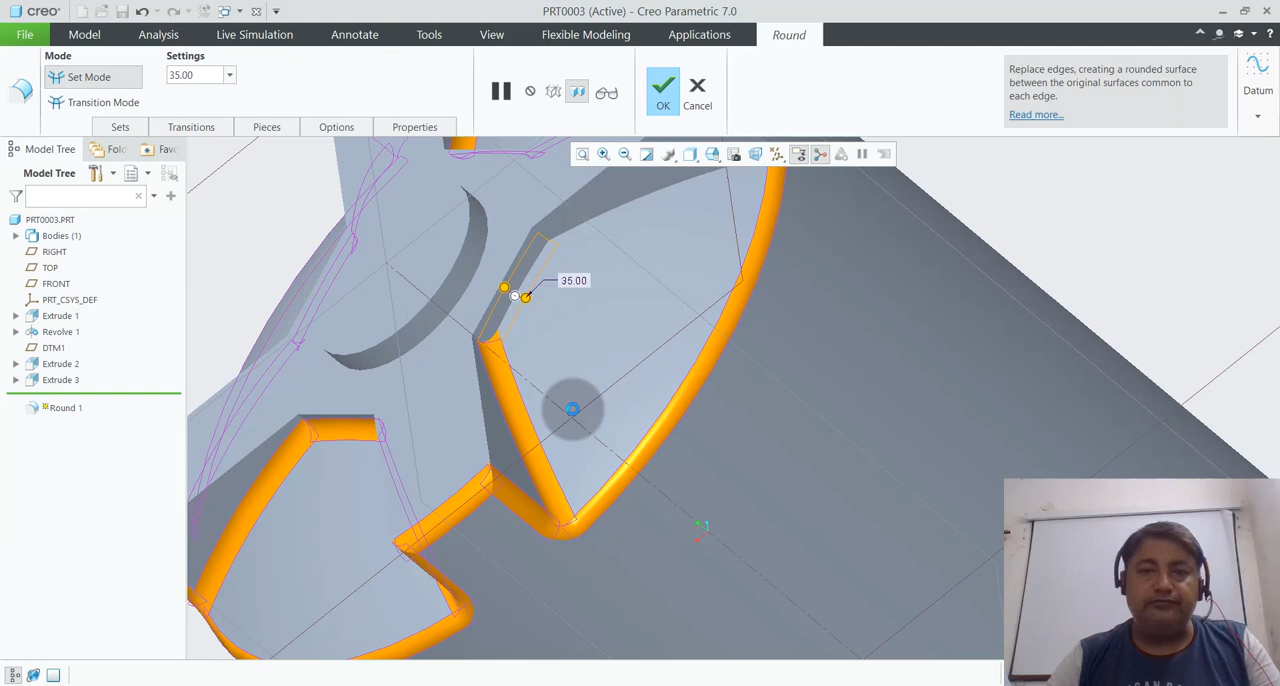 creo
PRT0003 (Active) - Creo Parametric 7.0
File Model Analysis Live Simulation Annotate Tools View Flexible Modeling Applications Round
Mode
Set Mode
Transition Mode
Settings
35.00
OK
Cancel
Replace edges, creating a rounded surface
between the original surfaces common to
each edge.
Read more...
Datum
Sets Transitions Pieces Options Properties
Model Tree Fold Fav
Model Tree
PRT0003.PRT
Bodies (1)
RIGHT
TOP
FRONT
PRT_CSYS_DEF
Extrude 1
Revolve 1
DTM1
Extrude 2
Extrude 3
Round 1
35.00